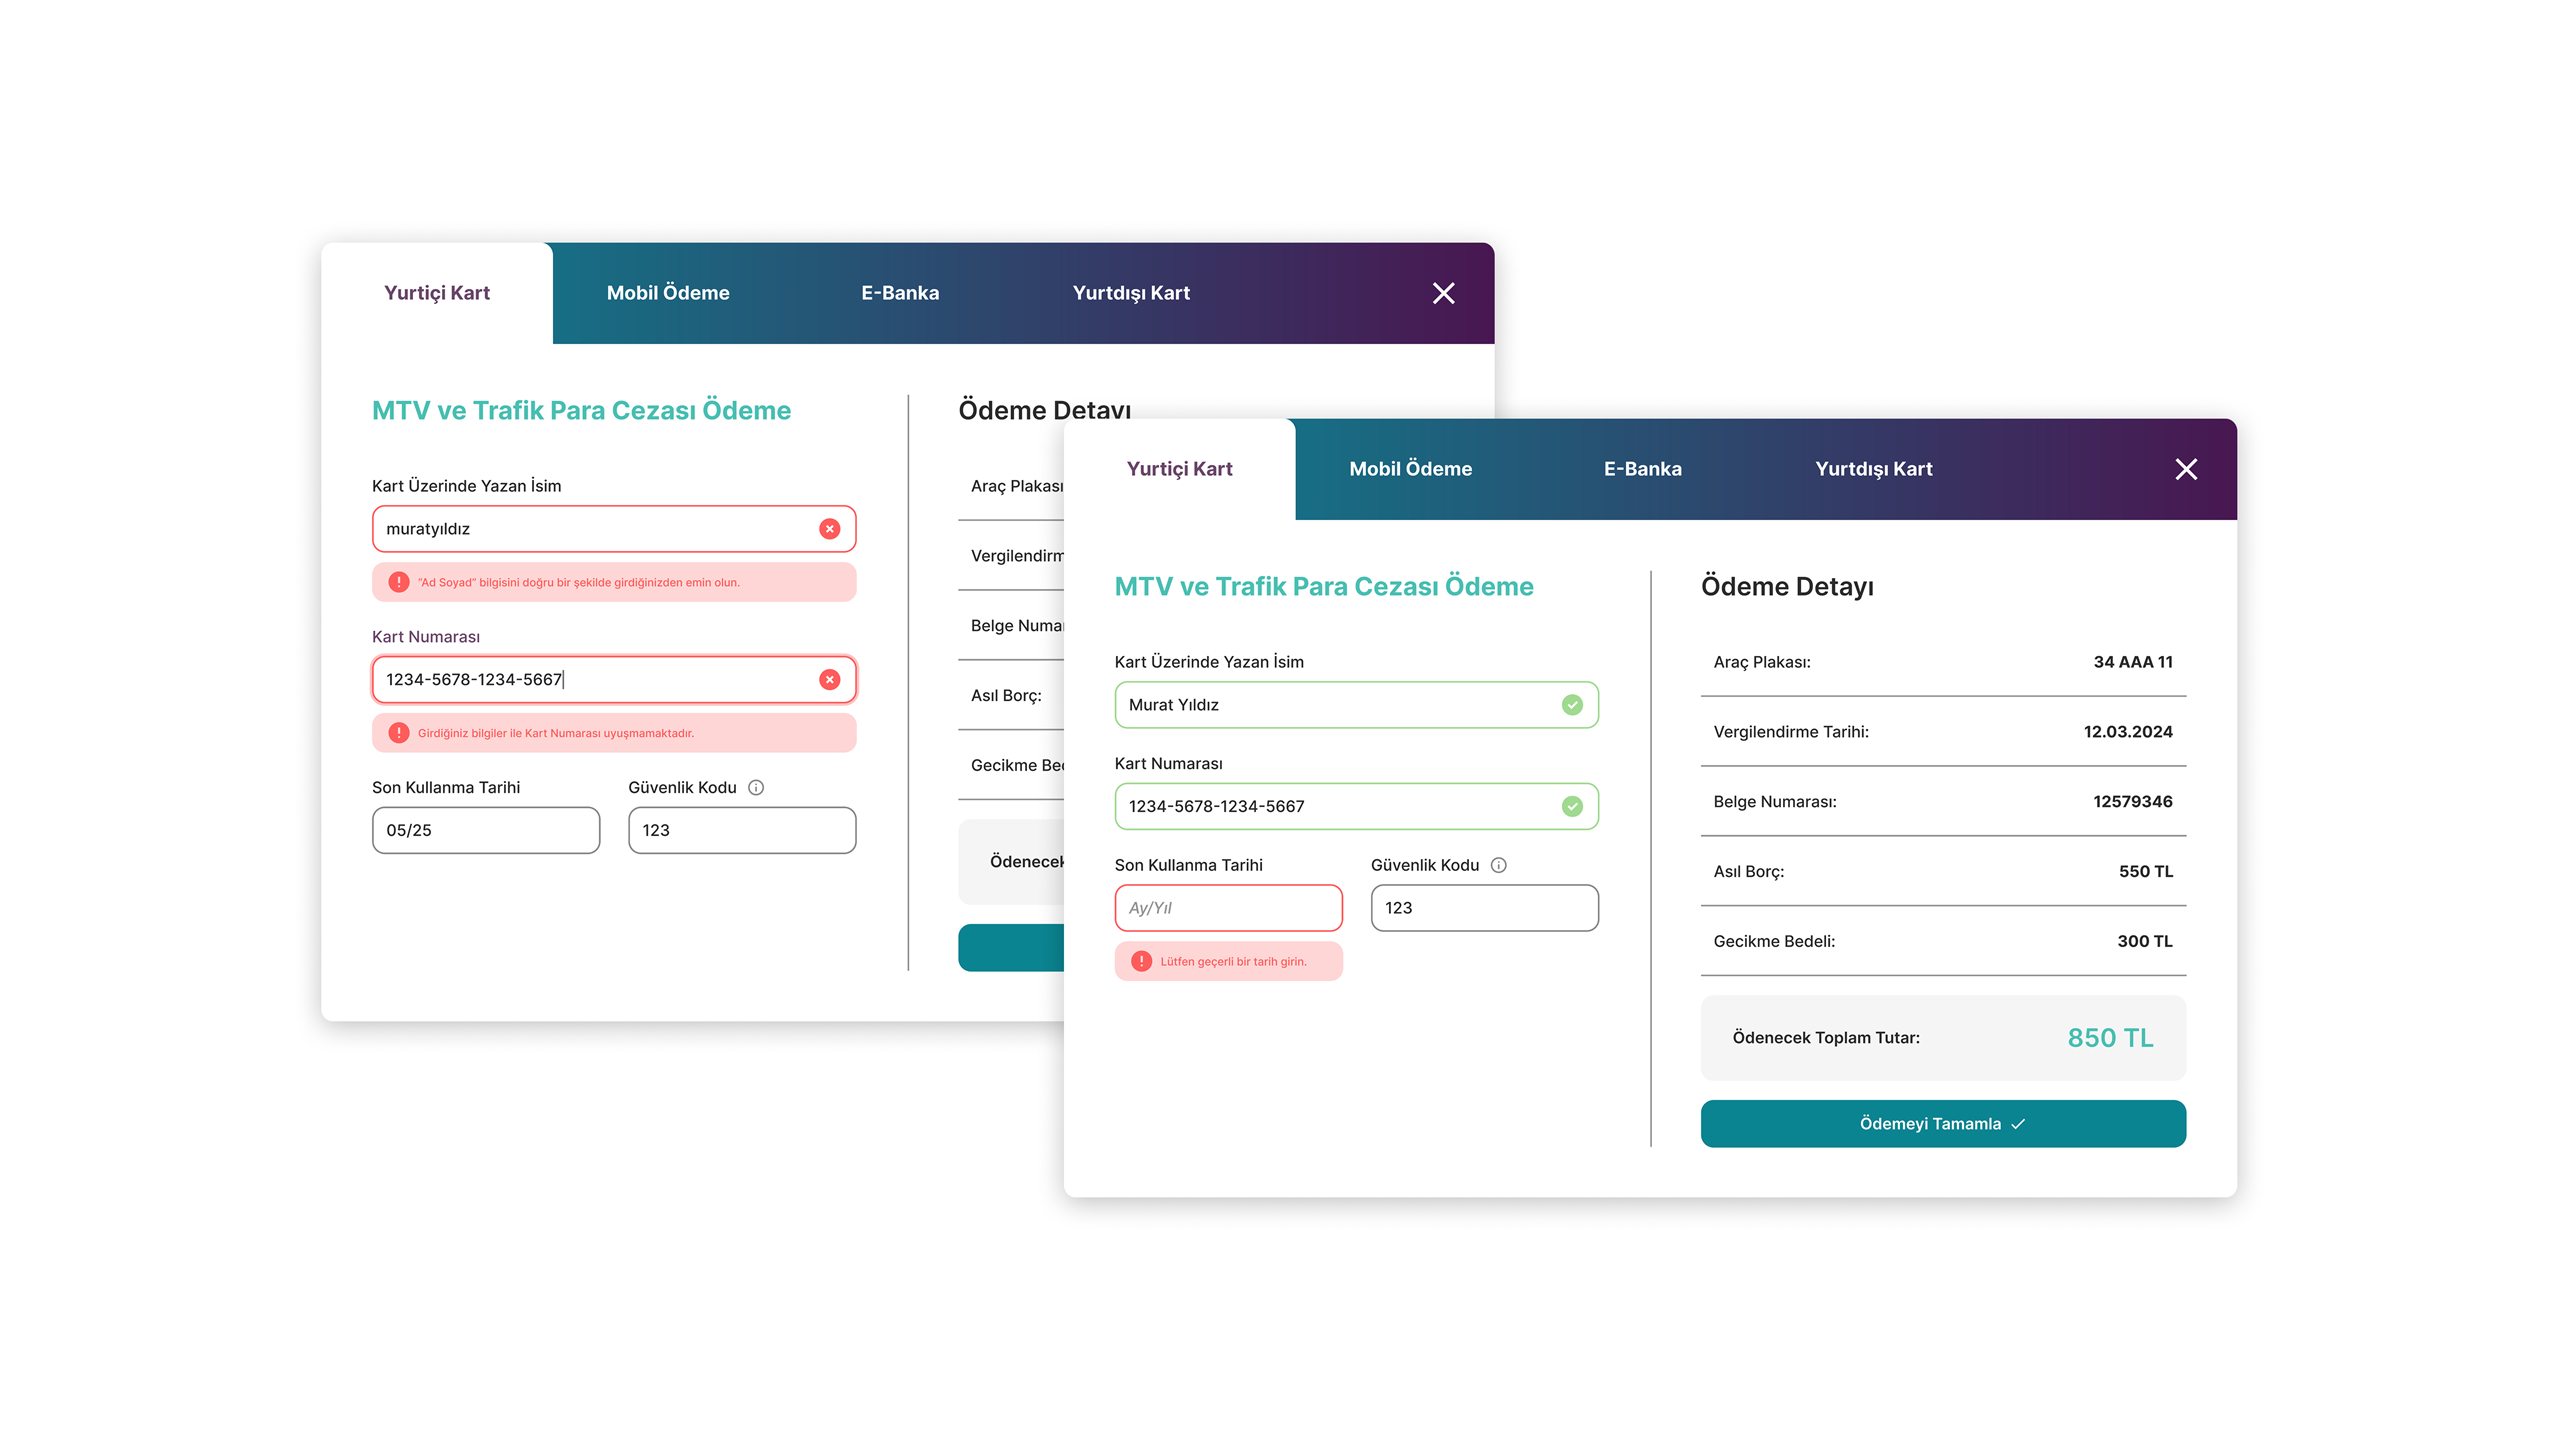 Yurtiçi Kart
Mobil Ödeme
E-Banka
Yurtdışı Kart
MTV ve Trafik Para Cezası Ödeme
Kart Üzerinde Yazan İsim
muratyıldız
“Ad Soyad” bilgisini doğru bir şekilde girdiğinizden emin olun.
Kart Numarası
1234-5678-1234-5667
Girdiğiniz bilgiler ile Kart Numarası uyuşmamaktadır.
Son Kullanma Tarihi
Güvenlik Kodu
05/25
123
Ödeme Detayı
Araç Plakası
Vergilendirm
Belge Numa
Asıl Borç:
Gecikme Be
Ödenecek
Yurtiçi Kart
Mobil Ödeme
E-Banka
Yurtdışı Kart
MTV ve Trafik Para Cezası Ödeme
Kart Üzerinde Yazan İsim
Murat Yıldız
Kart Numarası
1234-5678-1234-5667
Son Kullanma Tarihi
Güvenlik Kodu
Ay/Yıl
123
Lütfen geçerli bir tarih girin.
Ödeme Detayı
Araç Plakası: 34 AAA 11
Vergilendirme Tarihi: 12.03.2024
Belge Numarası: 12579346
Asıl Borç: 550 TL
Gecikme Bedeli: 300 TL
Ödenecek Toplam Tutar: 850 TL
Ödemeyi Tamamla